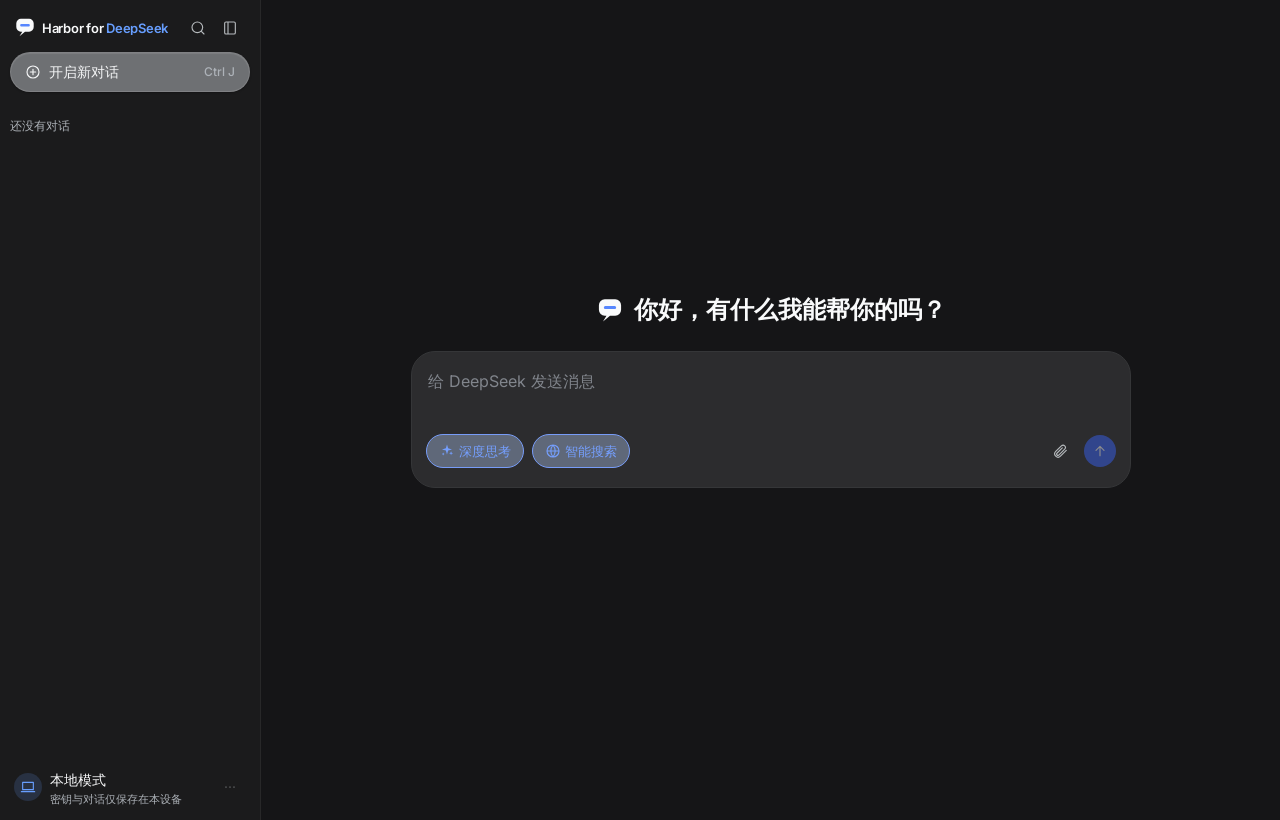 Harbor for DeepSeek
开启新对话 Ctrl J
还没有对话
你好，有什么我能帮你的吗？
给 DeepSeek 发送消息
深度思考 智能搜索
本地模式
密钥与对话仅保存在本设备